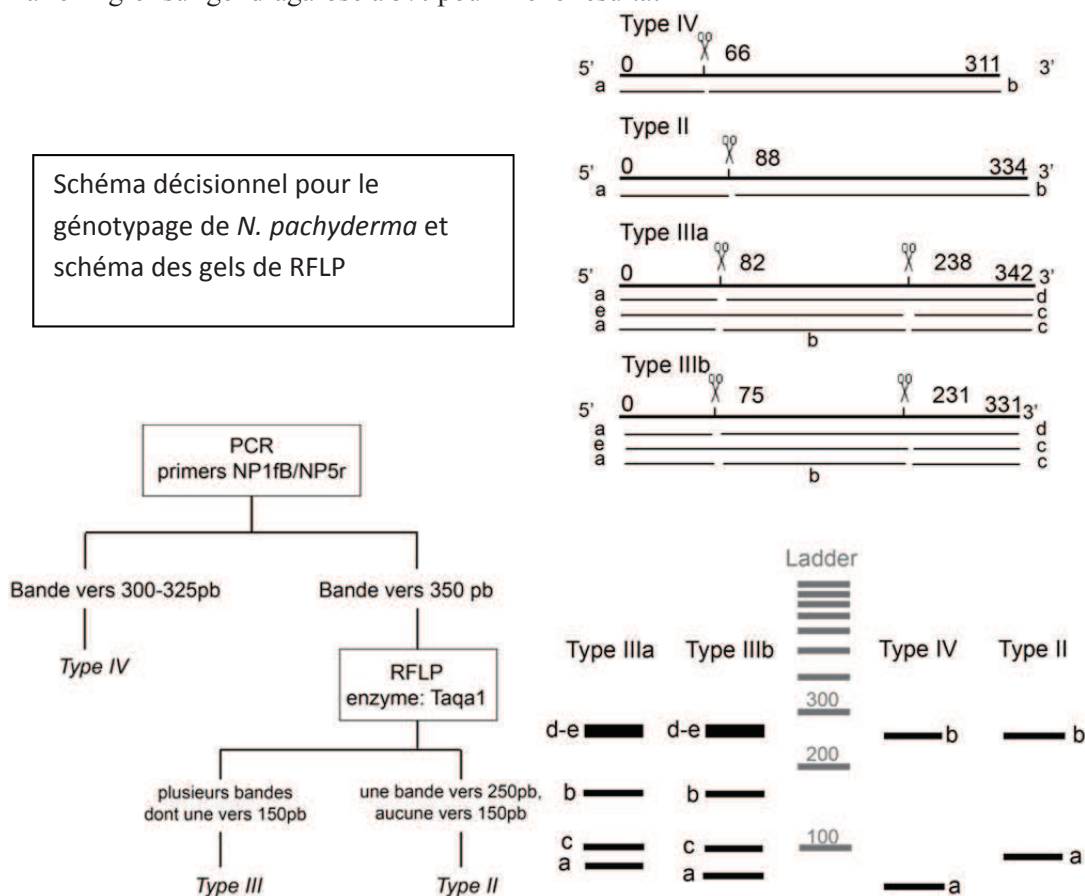 Type IV
66
0
311
5'
3'
a
b
Type II
88
0
334
5'
3'
a
b
Schéma décisionnel pour le
génotypage de N. pachyderma et
schéma des gels de RFLP
Type IIIa
82
238
0
342
5'
3'
a
d
e
c
a
c
b
Type IIIb
75
231
0
331
5'
3'
a
d
e
c
a
c
b
PCR
primers NP1fB/NP5r
Bande vers 300-325pb
Bande vers 350 pb
Type IV
RFLP
enzyme: Taqa1
plusieurs bandes
dont une vers 150pb
une bande vers 250pb,
aucune vers 150pb
Type III
Type II
Ladder
Type IIIa
Type IIIb
Type IV
Type II
300
d-e
d-e
b
b
200
b
b
100
c
c
a
a
a
a